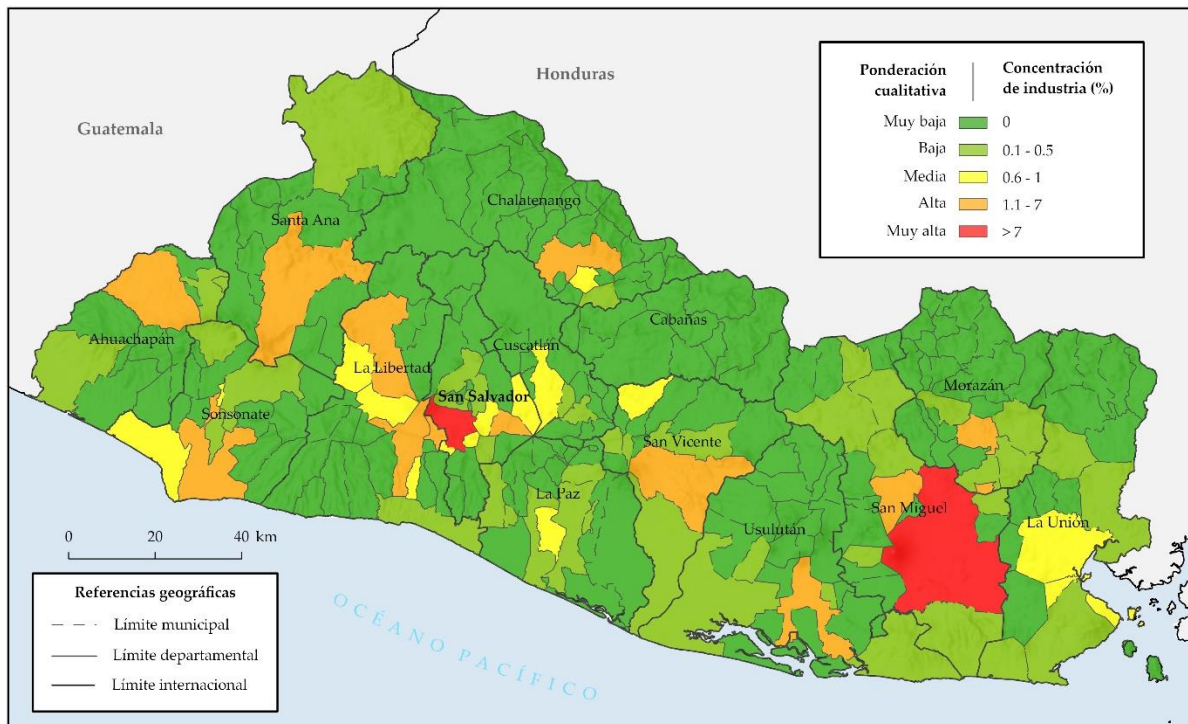 Honduras
Guatemala
Ponderación cualitativa
Concentración de industria (%)
Muy baja 0
Baja 0.1 - 0.5
Media 0.6 - 1
Alta 1.1 - 7
Muy alta > 7
Chalatenango
Santa Ana
Cabañas
Ahuachapán
Cuscatlán
La Libertad
Morazán
San Salvador
Sonsonate
San Vicente
La Paz
San Miguel
La Unión
Usulután
0 20 40 km
Referencias geográficas
Límite municipal
Límite departamental
Límite internacional
OCÉANO PACÍFICO